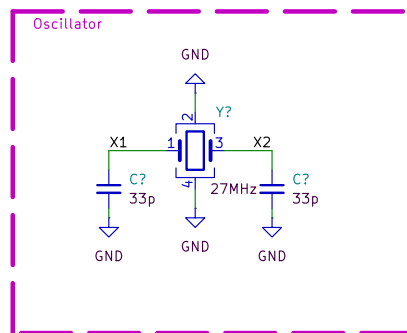 Oscillator
GND
2
Y?
X1
1
3
X2
C?
33p
4
27MHz
C?
33p
GND
GND
GND